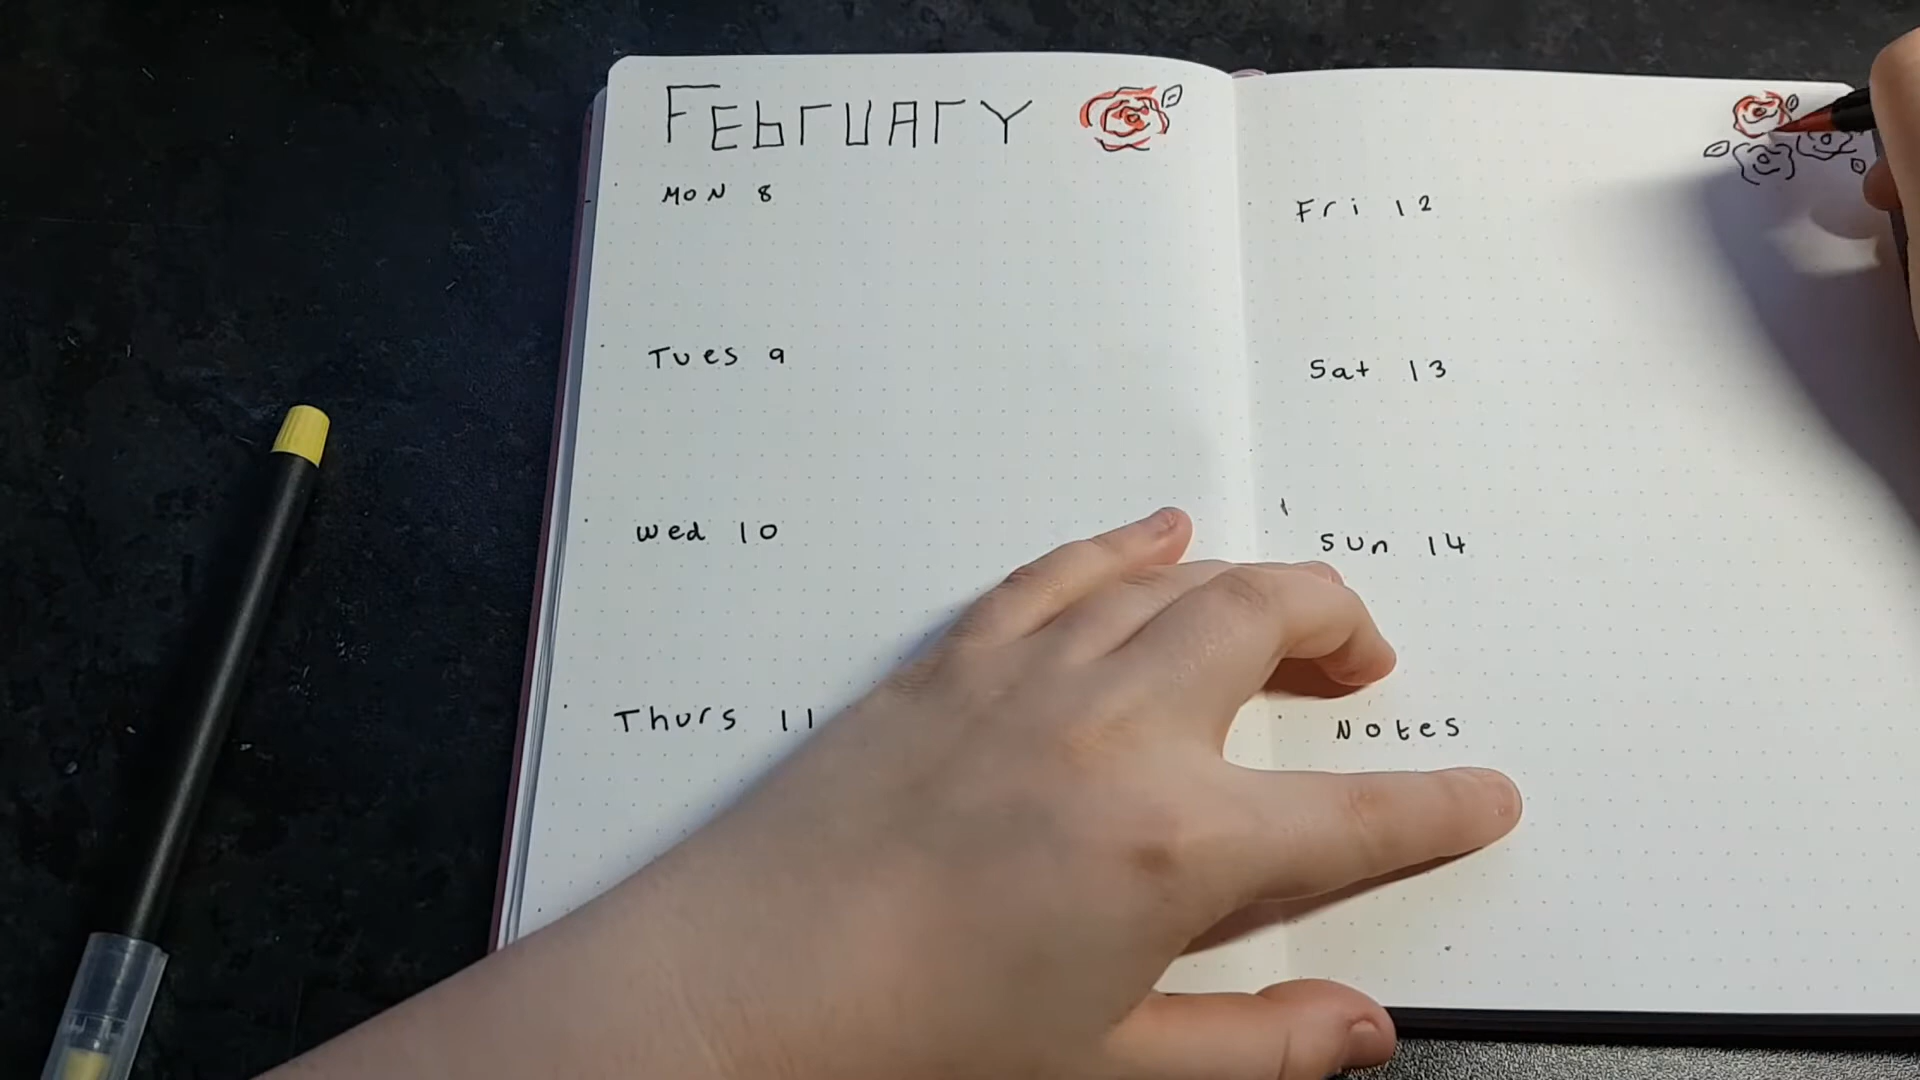 FEbrUArY
MON 8
Tues 9
Wed 10
Thurs 11
Fri 12
Sat 13
Sun 14
Notes